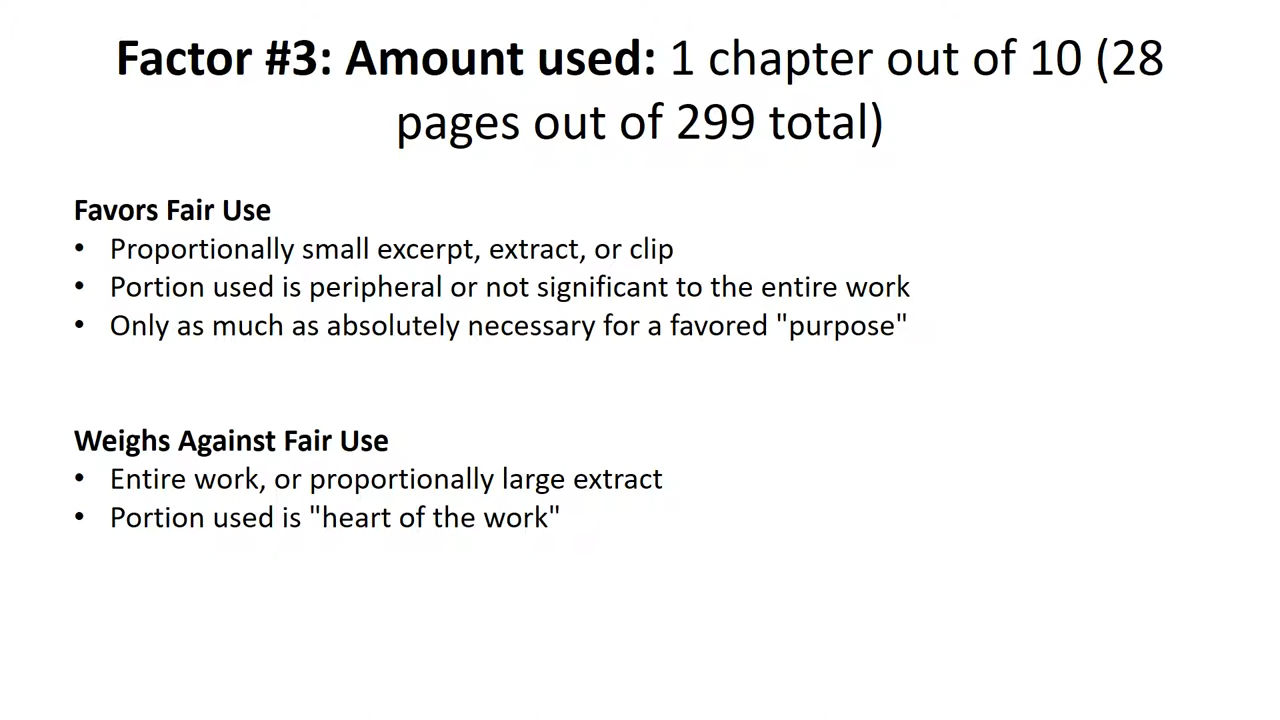 Factor #3: Amount used: 1 chapter out of 10 (28
pages out of 299 total)
Favors Fair Use
• Proportionally small excerpt, extract, or clip
• Portion used is peripheral or not significant to the entire work
• Only as much as absolutely necessary for a favored "purpose"
Weighs Against Fair Use
• Entire work, or proportionally large extract
• Portion used is "heart of the work"